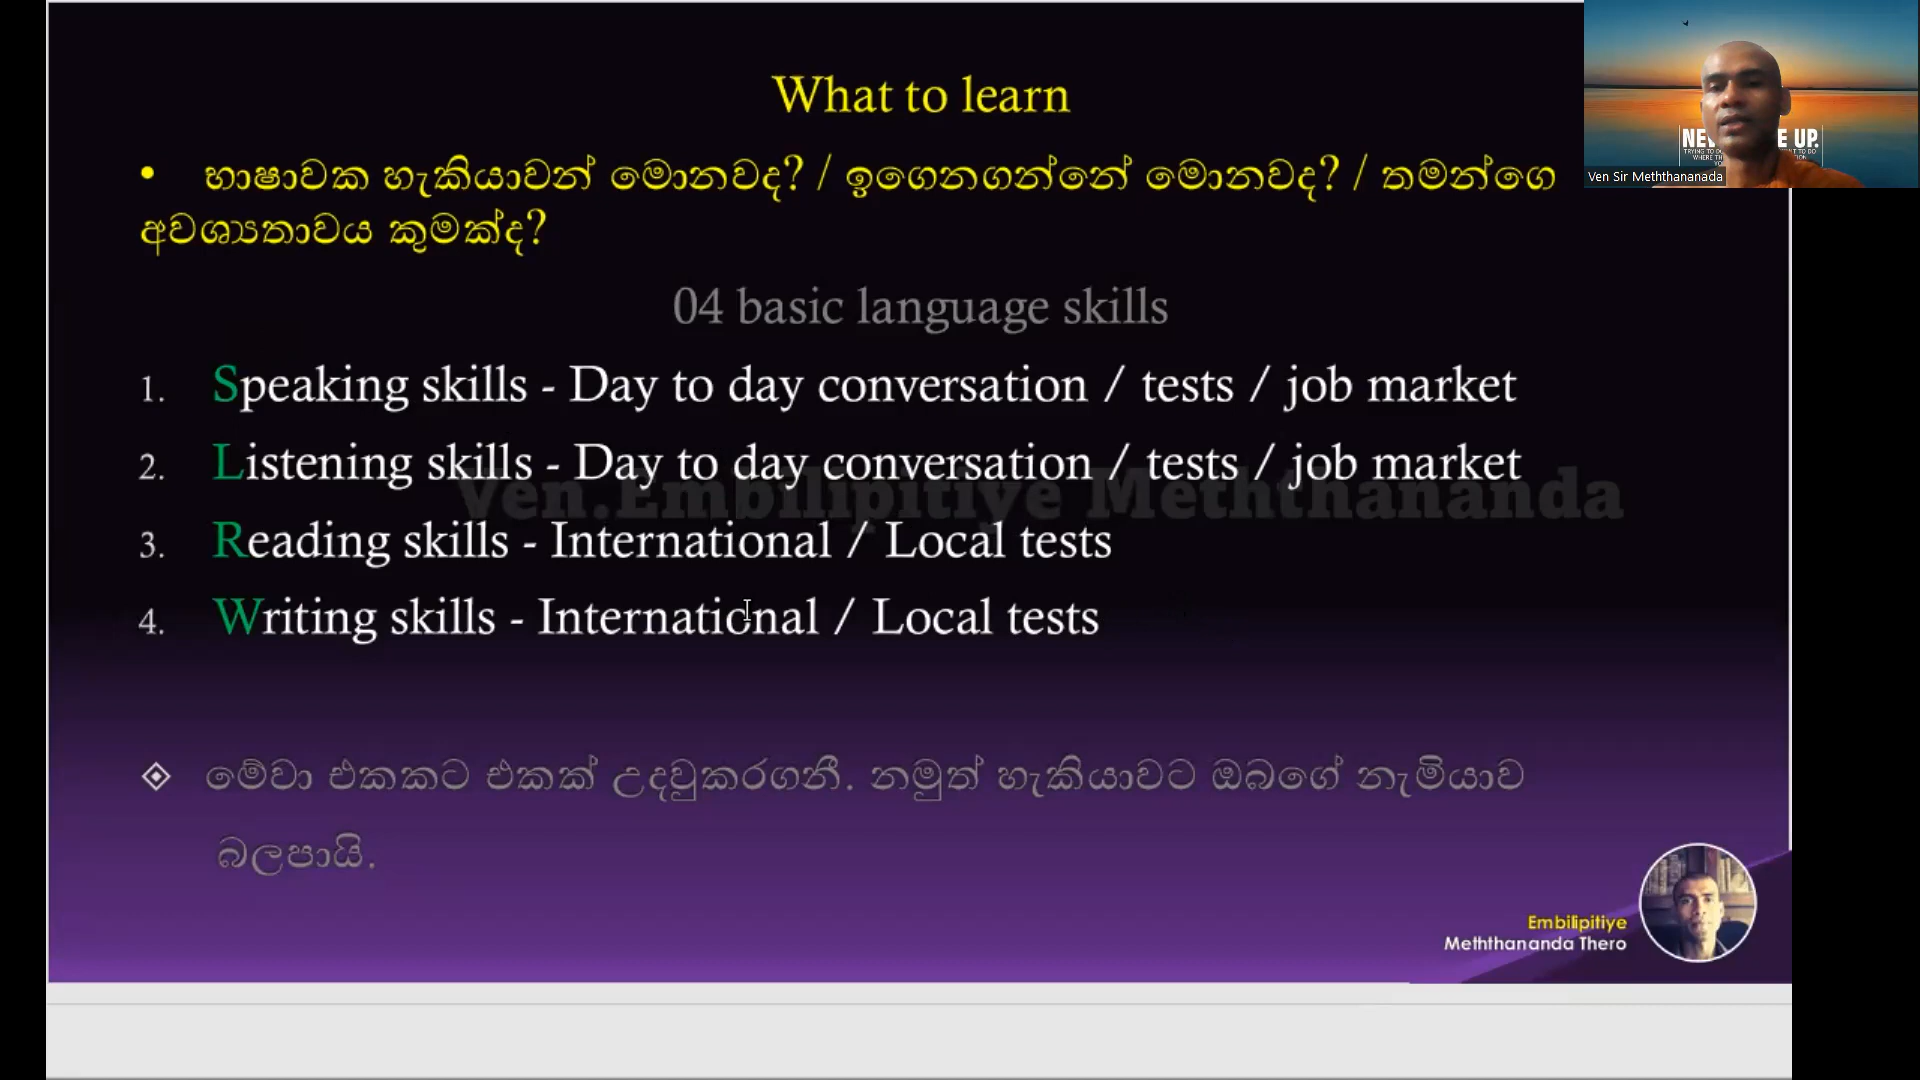 What to learn
• භාෂාවක හැකියාවන් මොනවද? / ඉගෙනගන්නේ මොනවද? / තමන්ගෙ
අවශ්‍යතාවය කුමක්ද?
04 basic language skills
1. Speaking skills - Day to day conversation / tests / job market
2. Listening skills - Day to day conversation / tests / job market
Ven.Embilipitiye Meththananda
3. Reading skills - International / Local tests
4. Writing skills - International / Local tests
මේවා එකකට එකක් උදවුකරගනී. නමුත් හැකියාවට ඔබගේ නැමියාව
බලපායි.
Embilipitiye
Meththananda Thero
Ven Sir Meththananada